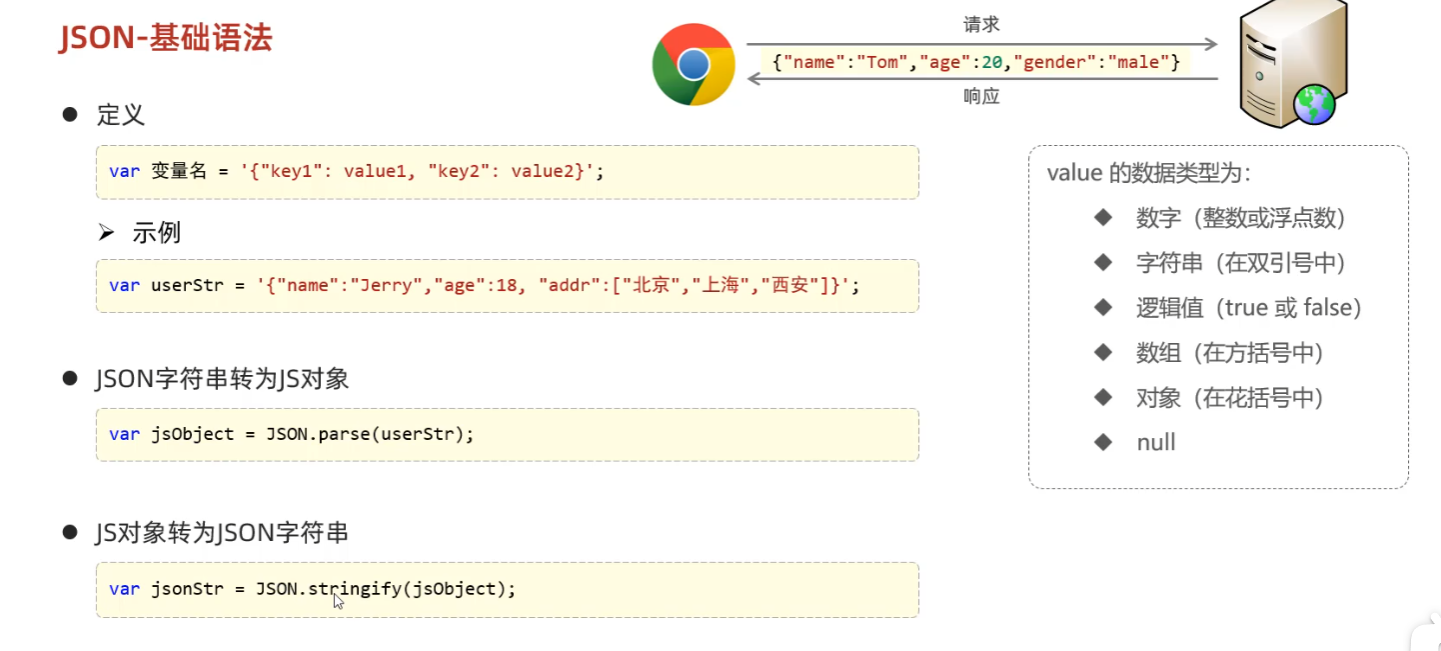 JSON-基础语法
请求
{"name":"Tom","age":20,"gender":"male"}
响应
定义
var 变量名 = '{"key1": value1, "key2": value2}';
示例
var userStr = '{"name":"Jerry","age":18, "addr":["北京","上海","西安"]}';
JSON字符串转为JS对象
var jsObject = JSON.parse(userStr);
JS对象转为JSON字符串
var jsonStr = JSON.stringify(jsObject);
value 的数据类型为：
数字（整数或浮点数）
字符串（在双引号中）
逻辑值（true 或 false）
数组（在方括号中）
对象（在花括号中）
null